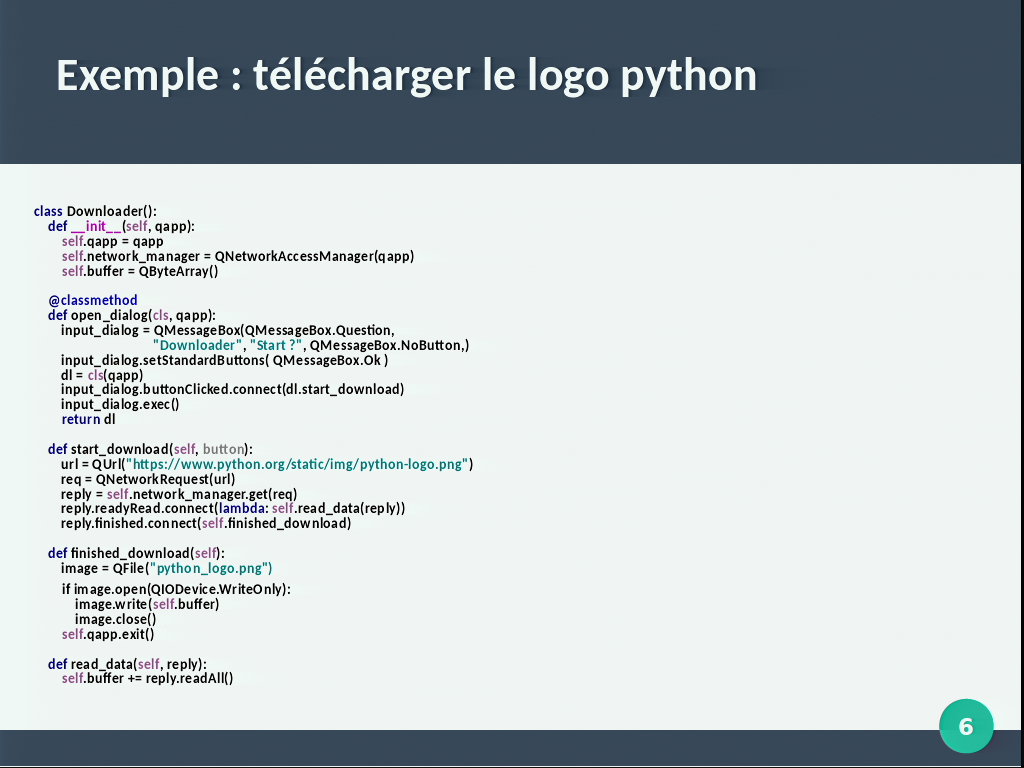 Exemple : télécharger le logo python
class Downloader():
    def __init__(self, qapp):
        self.qapp = qapp
        self.network_manager = QNetworkAccessManager(qapp)
        self.buffer = QByteArray()
    @classmethod
    def open_dialog(cls, qapp):
        input_dialog = QMessageBox(QMessageBox.Question,
                                "Downloader", "Start ?", QMessageBox.NoButton,)
        input_dialog.setStandardButtons( QMessageBox.Ok )
        dl = cls(qapp)
        input_dialog.buttonClicked.connect(dl.start_download)
        input_dialog.exec()
        return dl
    def start_download(self, button):
        url = QUrl("https://www.python.org/static/img/python-logo.png")
        req = QNetworkRequest(url)
        reply = self.network_manager.get(req)
        reply.readyRead.connect(lambda: self.read_data(reply))
        reply.finished.connect(self.finished_download)
    def finished_download(self):
        image = QFile("python_logo.png")
        if image.open(QIODevice.WriteOnly):
            image.write(self.buffer)
            image.close()
        self.qapp.exit()
    def read_data(self, reply):
        self.buffer += reply.readAll()
6